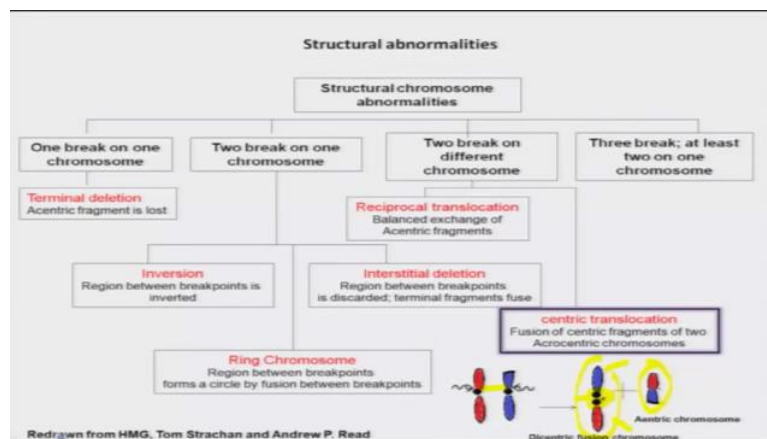 Structural abnormalities
Structural chromosome
abnormalities
One break on one
chromosome
Two break on one
chromosome
Two break on
different
chromosome
Three break; at least
two on one
chromosome
Terminal deletion
Acentric fragment is lost
Reciprocal translocation
Balanced exchange of
Acentric fragments
Inversion
Region between breakpoints is
inverted
Interstitial deletion
Region between breakpoints
is discarded; terminal fragments fuse
centric translocation
Fusion of centric fragments of two
Acrocentric chromosomes
Ring Chromosome
Region between breakpoints
forms a circle by fusion between breakpoints
Aentric chromosome
Dicentric fusion chromosome
Redrawn from HMG, Tom Strachan and Andrew P. Read